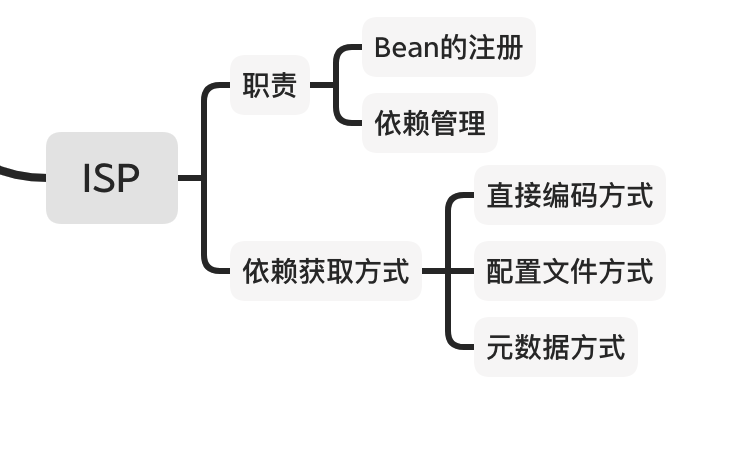 ISP
职责
Bean的注册
依赖管理
依赖获取方式
直接编码方式
配置文件方式
元数据方式